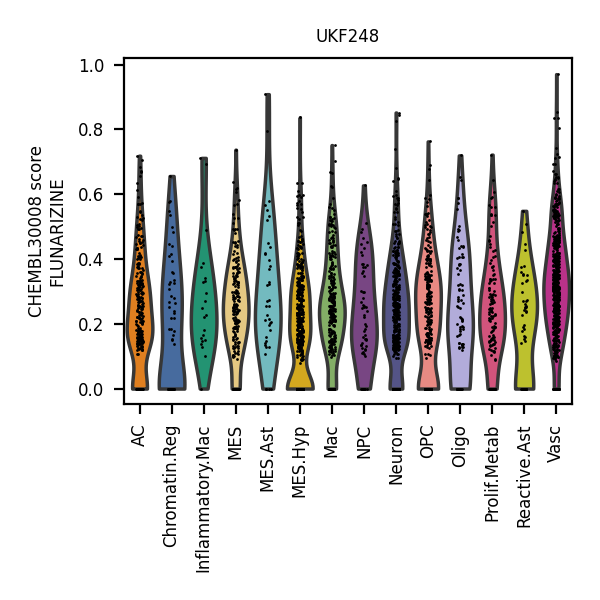 UKF248
CHEMBL30008 score
FLUNARIZINE
1.0
0.8
0.6
0.4
0.2
0.0
AC
Chromatin.Reg
Inflammatory.Mac
MES
MES.Ast
MES.Hyp
Mac
NPC
Neuron
OPC
Oligo
Prolif.Metab
Reactive.Ast
Vasc